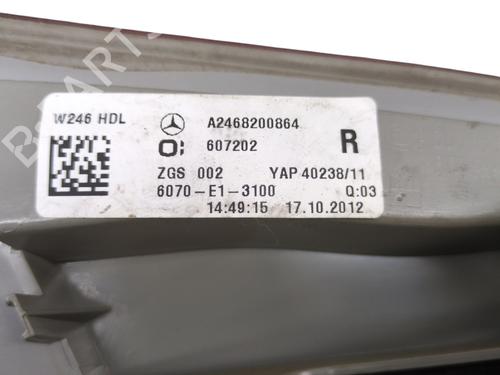 W246 HDL A2468200864
607202 R
ZGS 002 YAP 40238/11
6070-E1-3100 Q:03
14:49:15 17.10.2012
B-PARTS